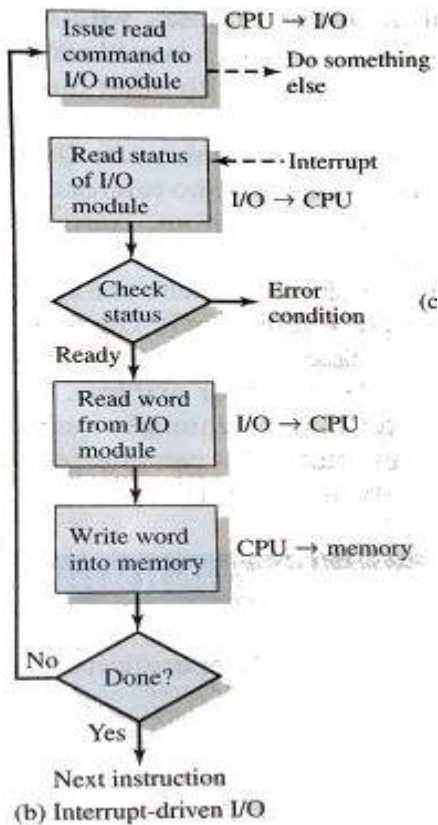 Issue read
command to
I/O module
CPU → I/O
Do something
else
Read status
of I/O
module
Interrupt
I/O → CPU
Check
status
Error
condition
(c
Ready
Read word
from I/O
module
I/O → CPU
Write word
into memory
CPU → memory
No
Done?
Yes
Next instruction
(b) Interrupt-driven I/O